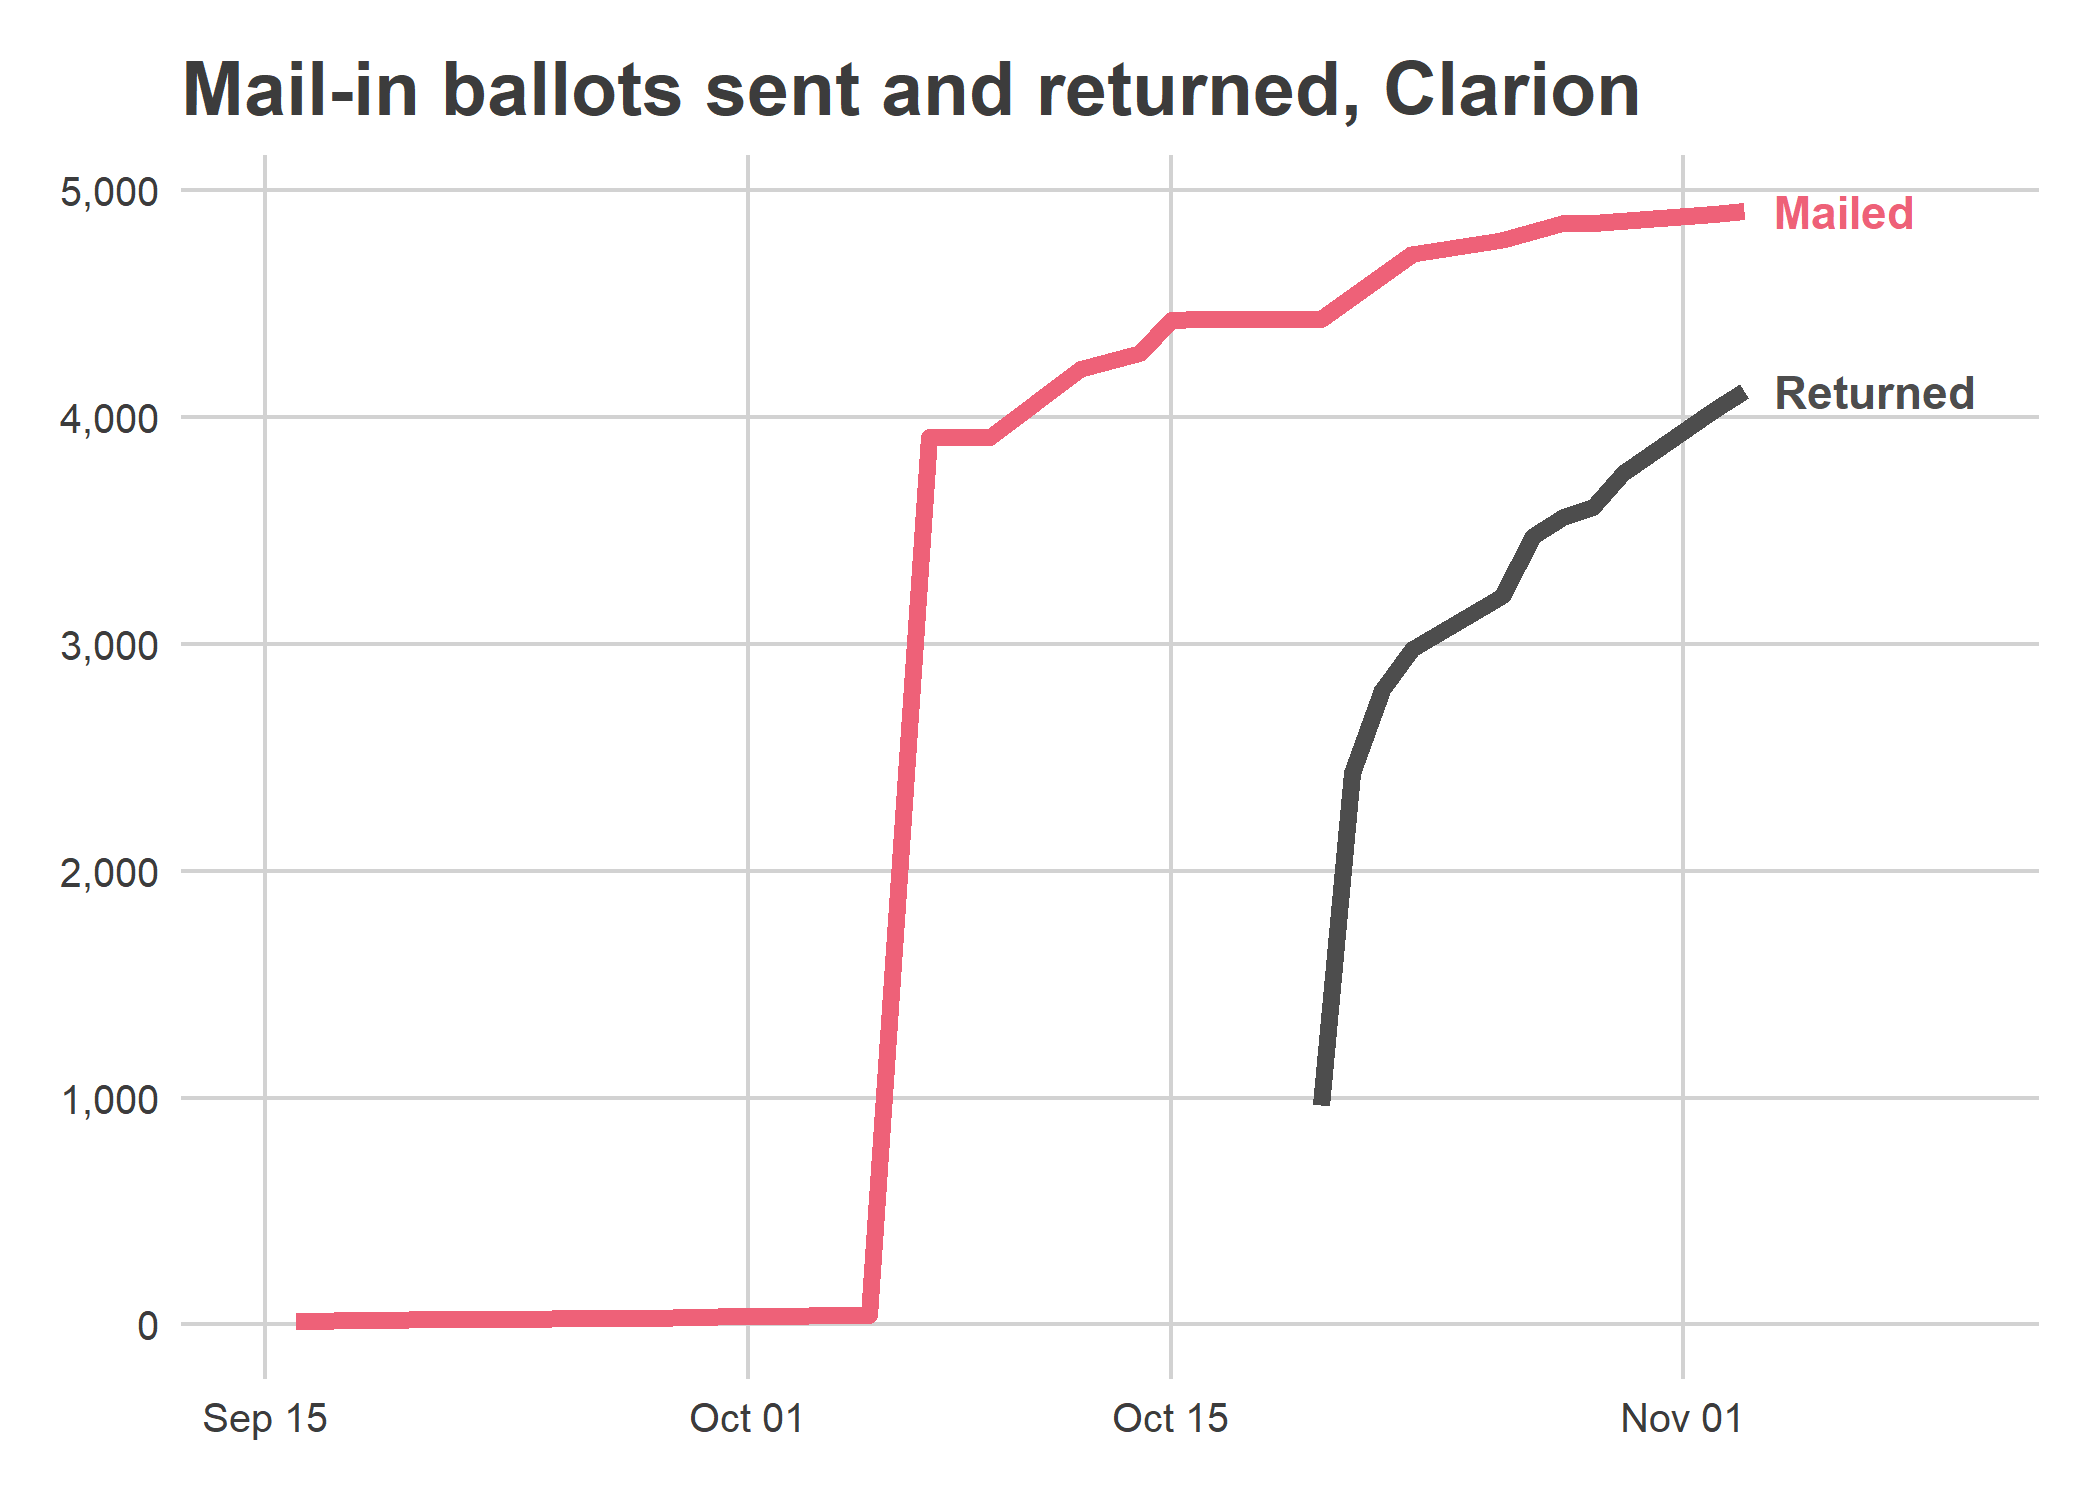 Mail-in ballots sent and returned, Clarion
5,000
Mailed
4,000
Returned
3,000
2,000
1,000
0
Sep 15
Oct 01
Oct 15
Nov 01